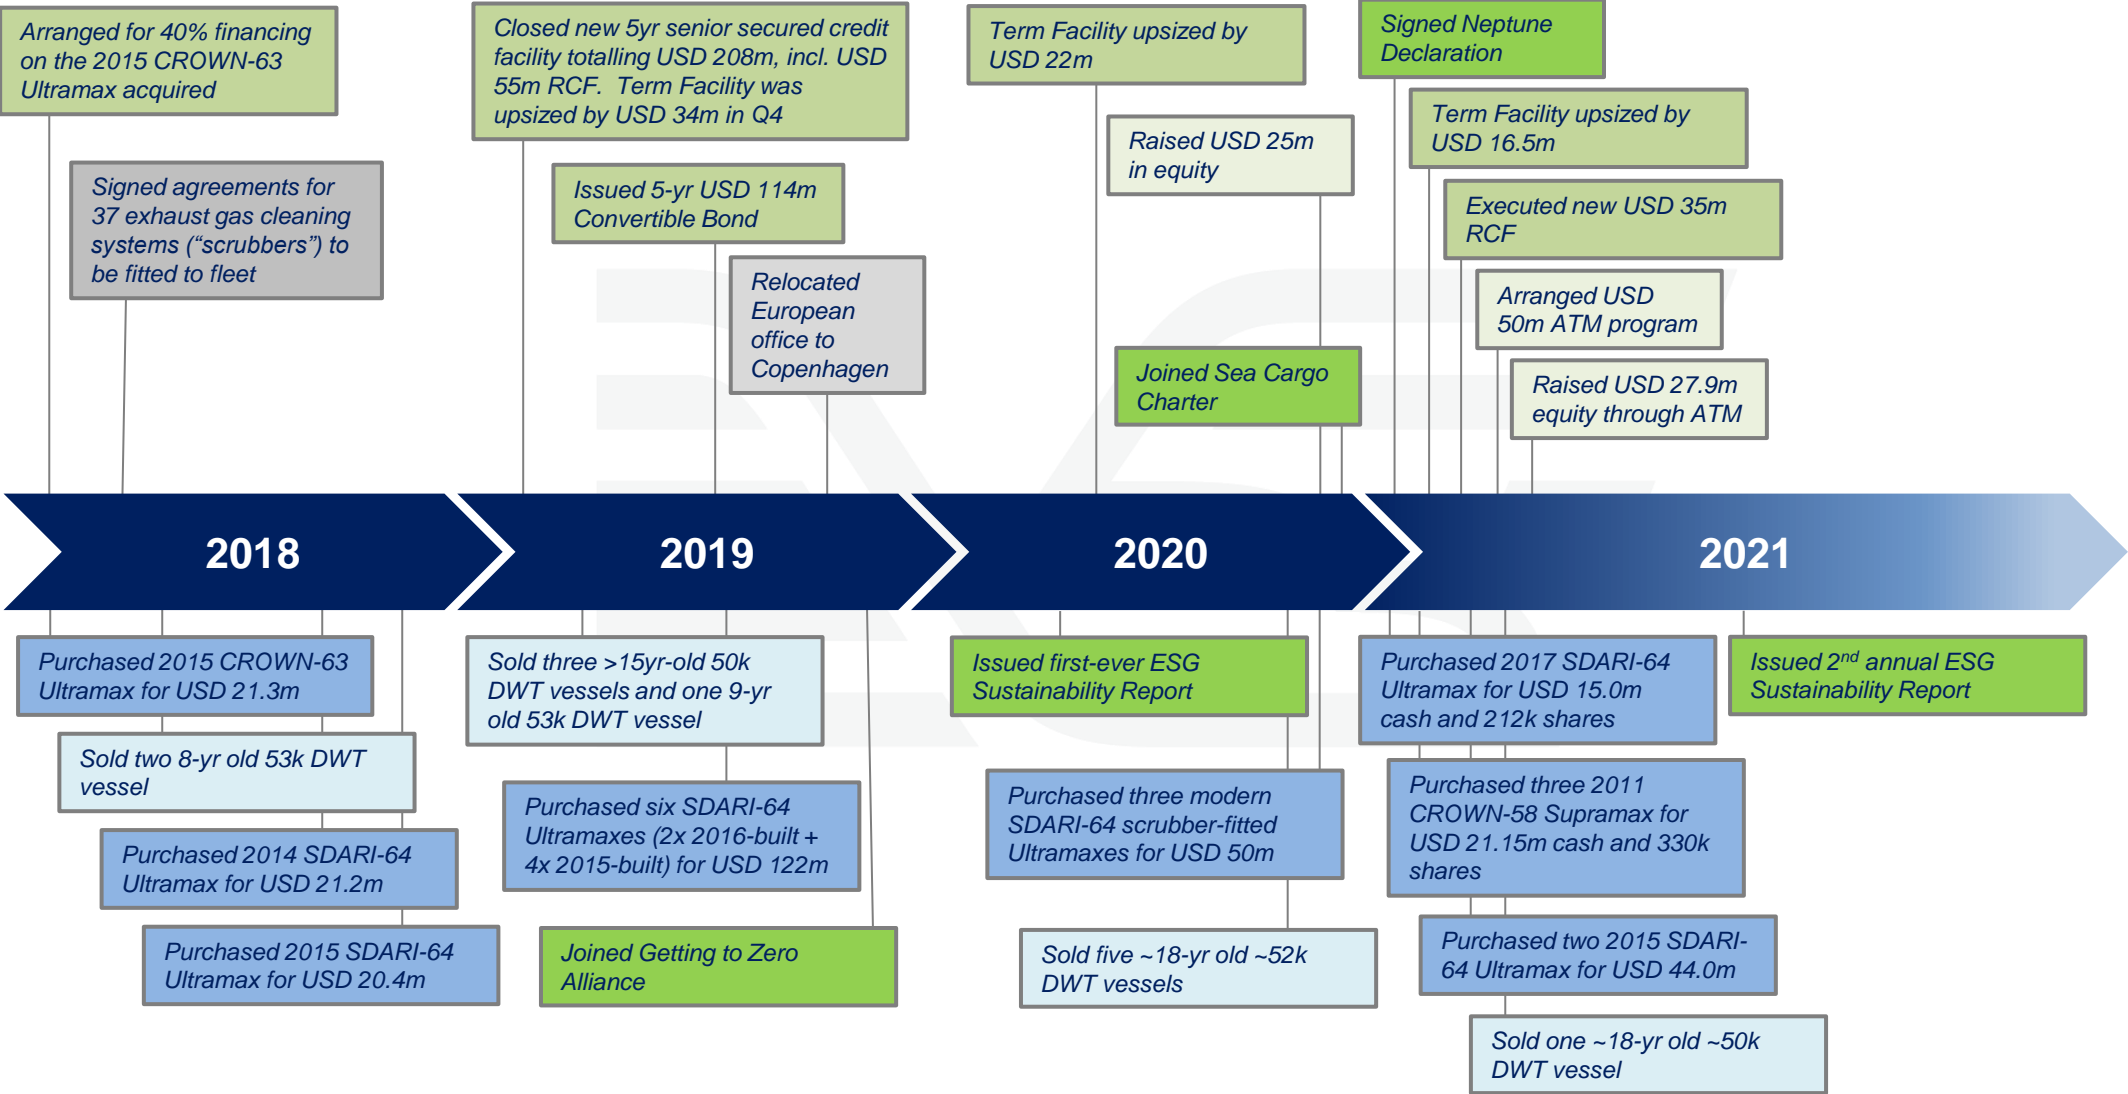 Arranged for 40% financing
on the 2015 CROWN-63
Ultramax acquired
Signed agreements for
37 exhaust gas cleaning
systems (“scrubbers”) to
be fitted to fleet
Closed new 5yr senior secured credit
facility totalling USD 208m, incl. USD
55m RCF.  Term Facility was
upsized by USD 34m in Q4
Issued 5-yr USD 114m
Convertible Bond
Relocated
European
office to
Copenhagen
Term Facility upsized by
USD 22m
Raised USD 25m
in equity
Joined Sea Cargo
Charter
Signed Neptune
Declaration
Term Facility upsized by
USD 16.5m
Executed new USD 35m
RCF
Arranged USD
50m ATM program
Raised USD 27.9m
equity through ATM
2018
2019
2020
2021
Purchased 2015 CROWN-63
Ultramax for USD 21.3m
Sold two 8-yr old 53k DWT
vessel
Purchased 2014 SDARI-64
Ultramax for USD 21.2m
Purchased 2015 SDARI-64
Ultramax for USD 20.4m
Sold three >15yr-old 50k
DWT vessels and one 9-yr
old 53k DWT vessel
Purchased six SDARI-64
Ultramaxes (2x 2016-built +
4x 2015-built) for USD 122m
Joined Getting to Zero
Alliance
Issued first-ever ESG
Sustainability Report
Purchased three modern
SDARI-64 scrubber-fitted
Ultramaxes for USD 50m
Sold five ~18-yr old ~52k
DWT vessels
Purchased 2017 SDARI-64
Ultramax for USD 15.0m
cash and 212k shares
Purchased three 2011
CROWN-58 Supramax for
USD 21.15m cash and 330k
shares
Purchased two 2015 SDARI-
64 Ultramax for USD 44.0m
Sold one ~18-yr old ~50k
DWT vessel
Issued 2nd annual ESG
Sustainability Report